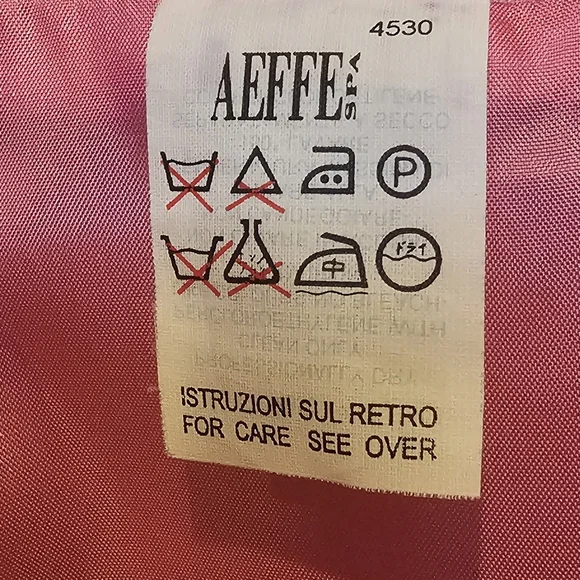 4530
AEFFE SPA
P
中 ドライ
ISTRUZIONI SUL RETRO
FOR CARE SEE OVER